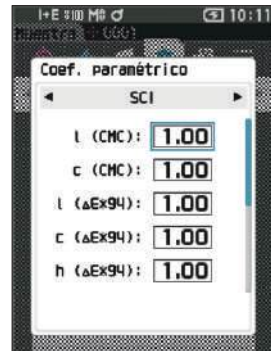 I+E 10:11
Muestra
Coef. paramétrico
◄ SCI ►
l (CMC): 1.00
c (CMC): 1.00
l (ΔE*94): 1.00
c (ΔE*94): 1.00
h (ΔE*94): 1.00